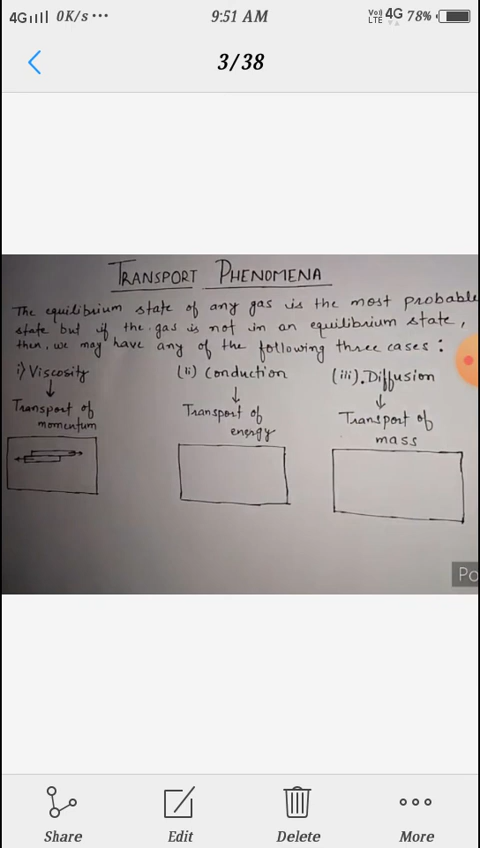 4G 0K/s ... 9:51 AM VoLTE 4G 78%
3/38
TRANSPORT PHENOMENA
The equilibrium state of any gas is the most probable
state but if the gas is not in an equilibrium state,
then, we may have any of the following three cases :
i) Viscosity (ii) Conduction (iii). Diffusion
Transport of momentum
Transport of energy
Transport of mass
Po
Share Edit Delete More